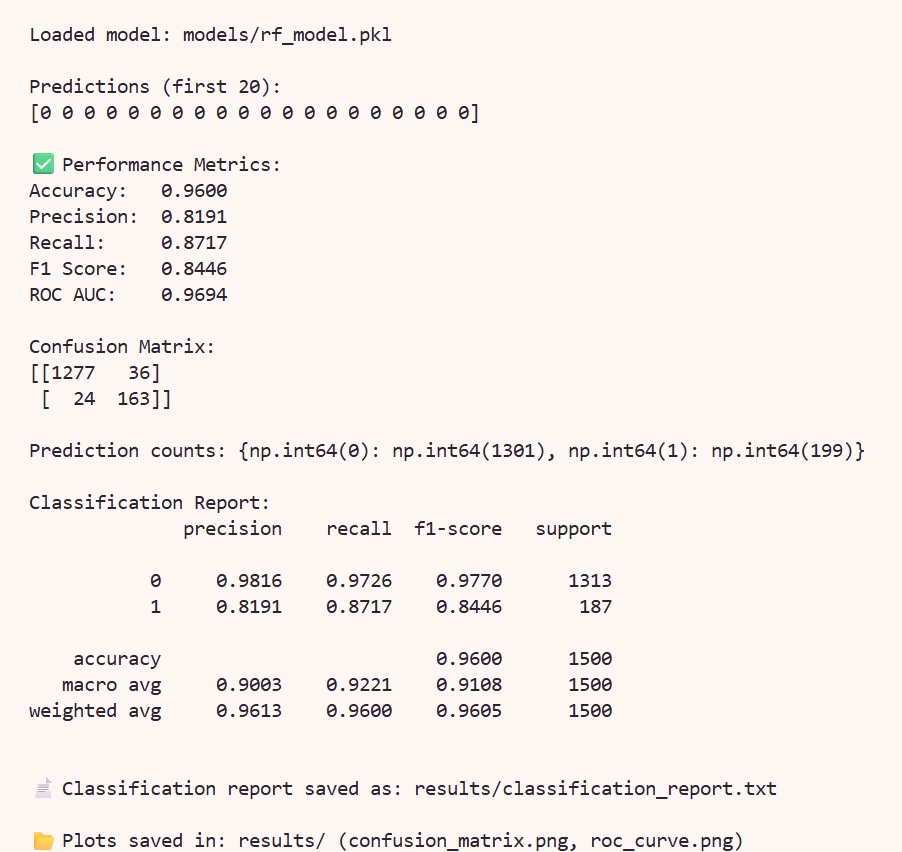 Loaded model: models/rf_model.pkl
Predictions (first 20):
[0 0 0 0 0 0 0 0 0 0 0 0 0 0 0 0 0 0 0 0]
✅ Performance Metrics:
Accuracy:   0.9600
Precision:  0.8191
Recall:     0.8717
F1 Score:   0.8446
ROC AUC:    0.9694
Confusion Matrix:
[[1277   36]
 [  24  163]]
Prediction counts: {np.int64(0): np.int64(1301), np.int64(1): np.int64(199)}
Classification Report:
              precision    recall  f1-score   support
           0     0.9816    0.9726    0.9770      1313
           1     0.8191    0.8717    0.8446       187
    accuracy                         0.9600      1500
   macro avg     0.9003    0.9221    0.9108      1500
weighted avg     0.9613    0.9600    0.9605      1500
📄 Classification report saved as: results/classification_report.txt
📂 Plots saved in: results/ (confusion_matrix.png, roc_curve.png)